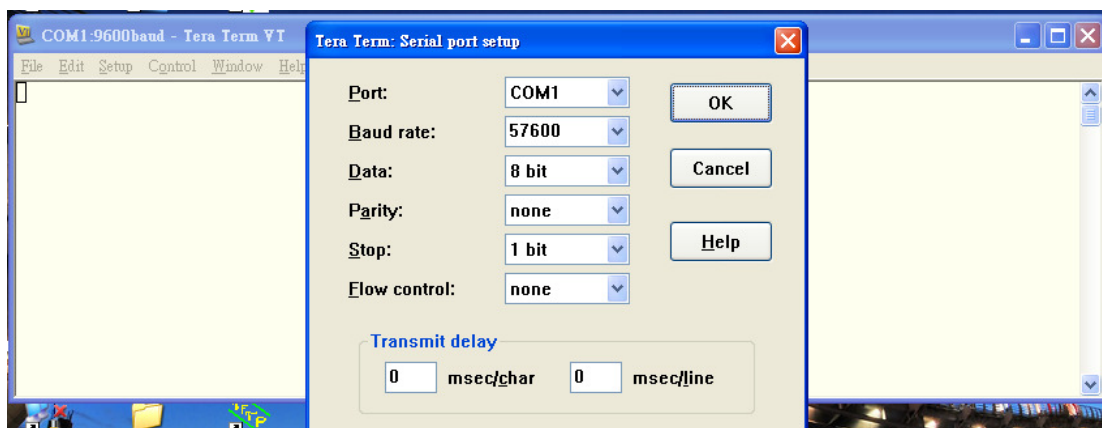 COM1:9600baud - Tera Term VT
File Edit Setup Control Window Help
Tera Term: Serial port setup
Port: COM1
OK
Baud rate: 57600
Data: 8 bit
Cancel
Parity: none
Stop: 1 bit
Help
Flow control: none
Transmit delay
0 msec/char 0 msec/line
TFTP